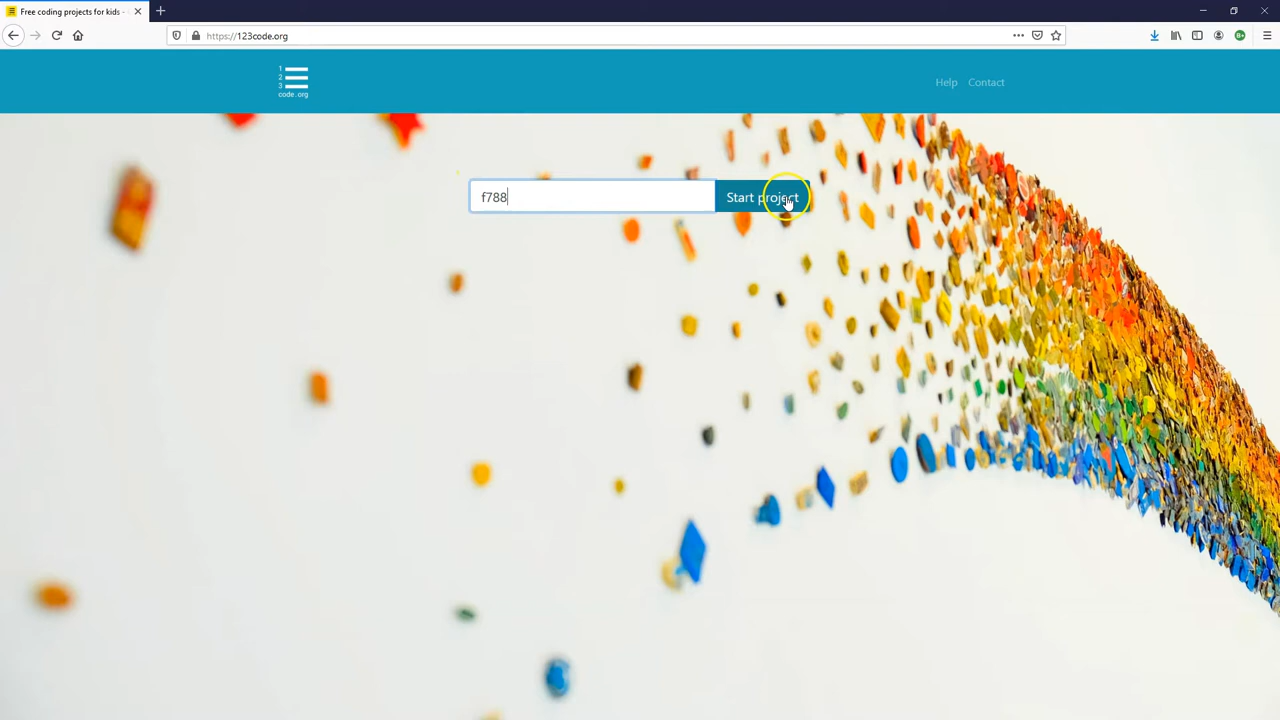 Free coding projects for kids -
https://123code.org
1
2
3
code.org
Help
Contact
f788
Start project